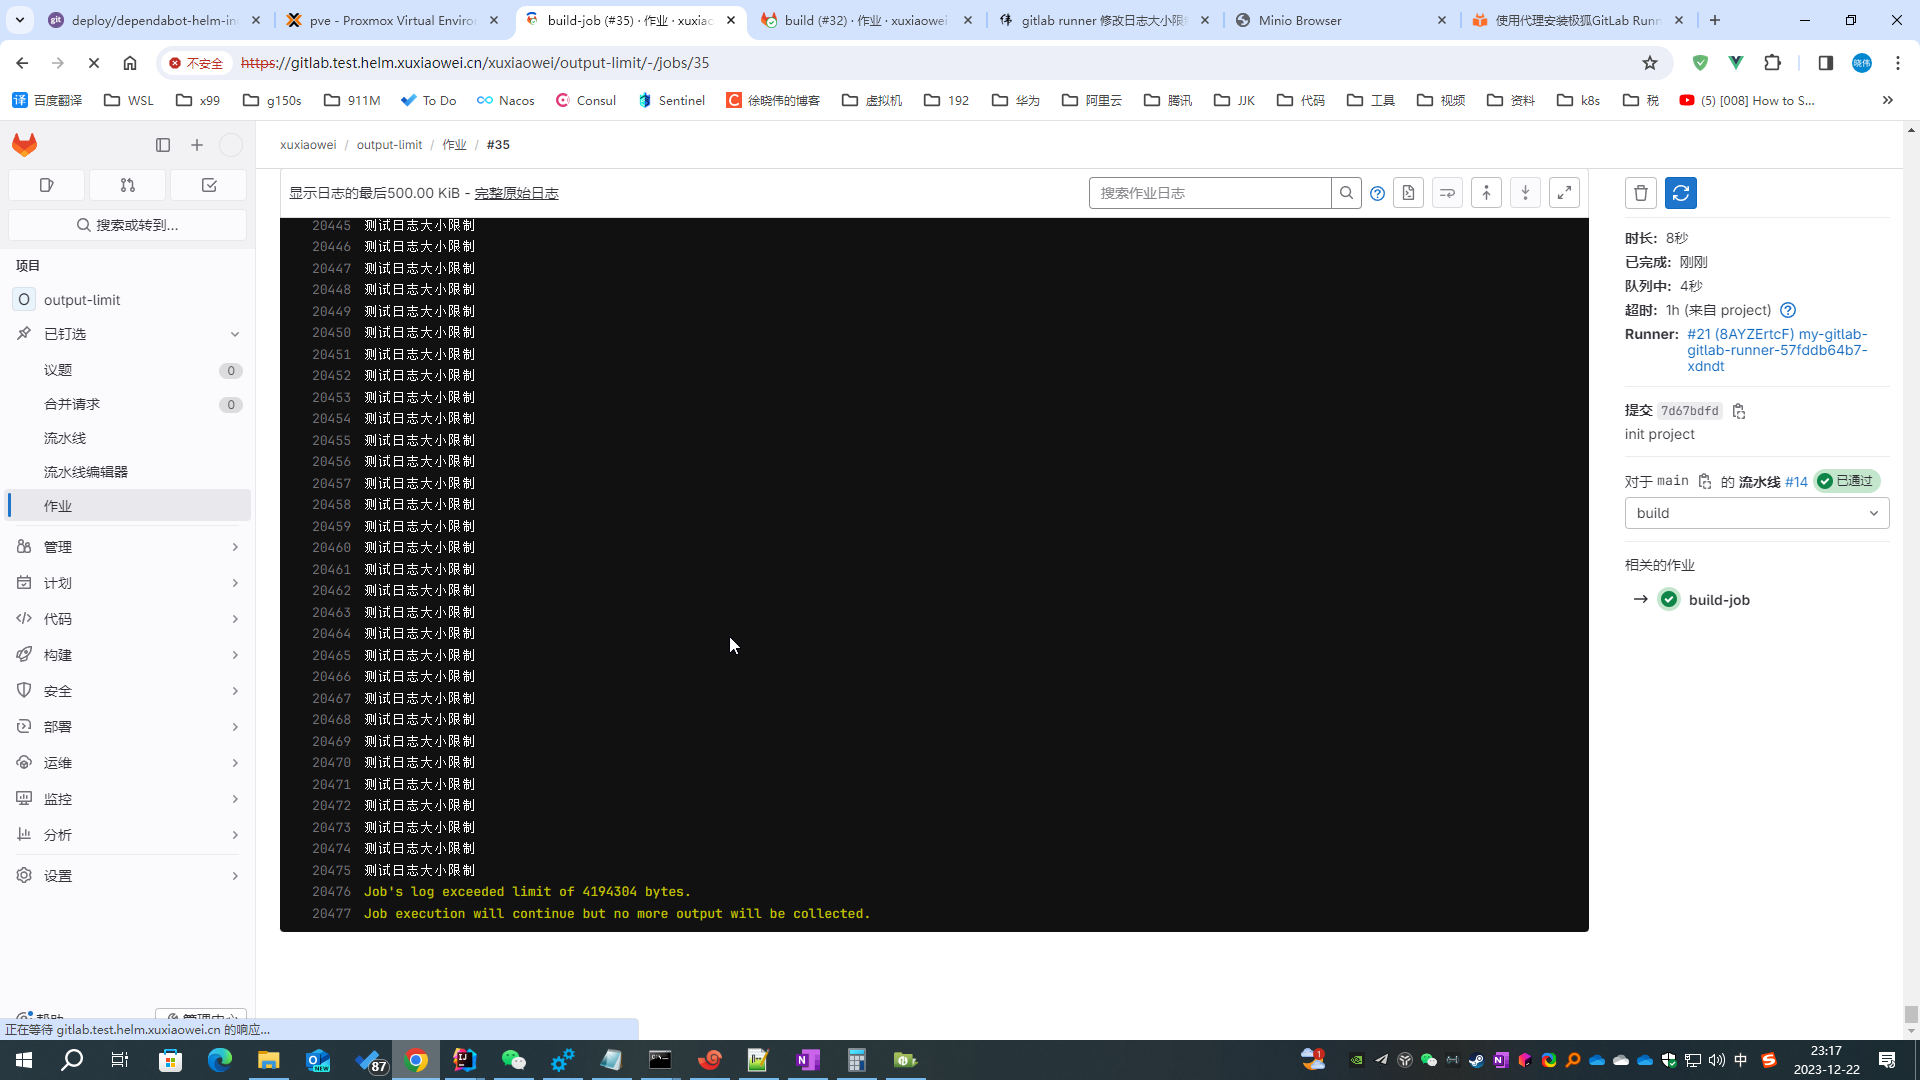 deploy/dependabot-helm-in
pve - Proxmox Virtual Enviro
build-job (#35) · 作业 · xuxiao
build (#32) · 作业 · xuxiaowei
gitlab runner 修改日志大小限
Minio Browser
使用代理安装极狐GitLab Runn
不安全
https://gitlab.test.helm.xuxiaowei.cn/xuxiaowei/output-limit/-/jobs/35
百度翻译
WSL
x99
g150s
911M
To Do
Nacos
Consul
Sentinel
徐晓伟的博客
虚拟机
192
华为
阿里云
腾讯
JJK
代码
工具
视频
资料
k8s
税
(5) [008] How to S...
xuxiaowei / output-limit / 作业 / #35
搜索或转到...
项目
O output-limit
已钉选
议题 0
合并请求 0
流水线
流水线编辑器
作业
管理
计划
代码
构建
安全
部署
运维
监控
分析
设置
显示日志的最后500.00 KiB - 完整原始日志
搜索作业日志
20445 测试日志大小限制
20446 测试日志大小限制
20447 测试日志大小限制
20448 测试日志大小限制
20449 测试日志大小限制
20450 测试日志大小限制
20451 测试日志大小限制
20452 测试日志大小限制
20453 测试日志大小限制
20454 测试日志大小限制
20455 测试日志大小限制
20456 测试日志大小限制
20457 测试日志大小限制
20458 测试日志大小限制
20459 测试日志大小限制
20460 测试日志大小限制
20461 测试日志大小限制
20462 测试日志大小限制
20463 测试日志大小限制
20464 测试日志大小限制
20465 测试日志大小限制
20466 测试日志大小限制
20467 测试日志大小限制
20468 测试日志大小限制
20469 测试日志大小限制
20470 测试日志大小限制
20471 测试日志大小限制
20472 测试日志大小限制
20473 测试日志大小限制
20474 测试日志大小限制
20475 测试日志大小限制
20476 Job's log exceeded limit of 4194304 bytes.
20477 Job execution will continue but no more output will be collected.
时长: 8秒
已完成: 刚刚
队列中: 4秒
超时: 1h (来自 project)
Runner: #21 (8AYZErtcF) my-gitlab-
gitlab-runner-57fddb64b7-
xdndt
提交 7d67bdfd
init project
对于 main 的 流水线 #14 已通过
build
相关的作业
build-job
正在等待 gitlab.test.helm.xuxiaowei.cn 的响应...
87
中
23:17
2023-12-22